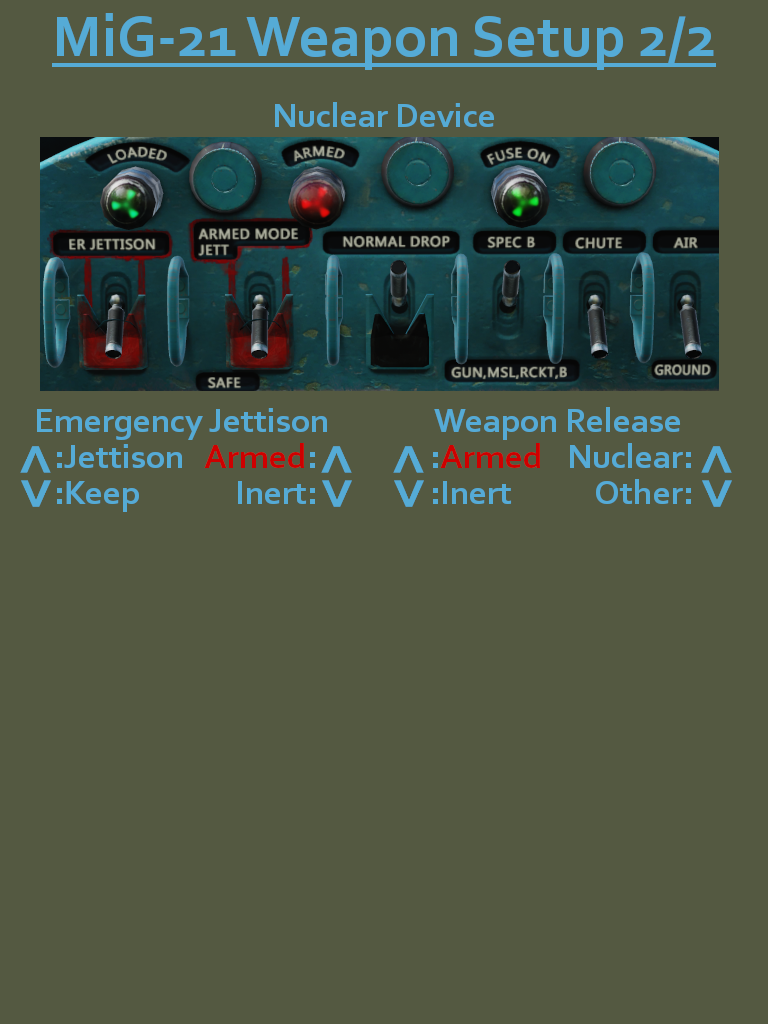 MiG-21 Weapon Setup 2/2
Nuclear Device
LOADED
ARMED
FUSE ON
ER JETTISON
ARMED MODE
JETT
NORMAL DROP
SPEC B
CHUTE
AIR
SAFE
GUN,MSL,RCKT,B
GROUND
Emergency Jettison
Weapon Release
Λ :Jettison Armed: Λ
Λ :Armed Nuclear: Λ
V :Keep Inert: V
V :Inert Other: V